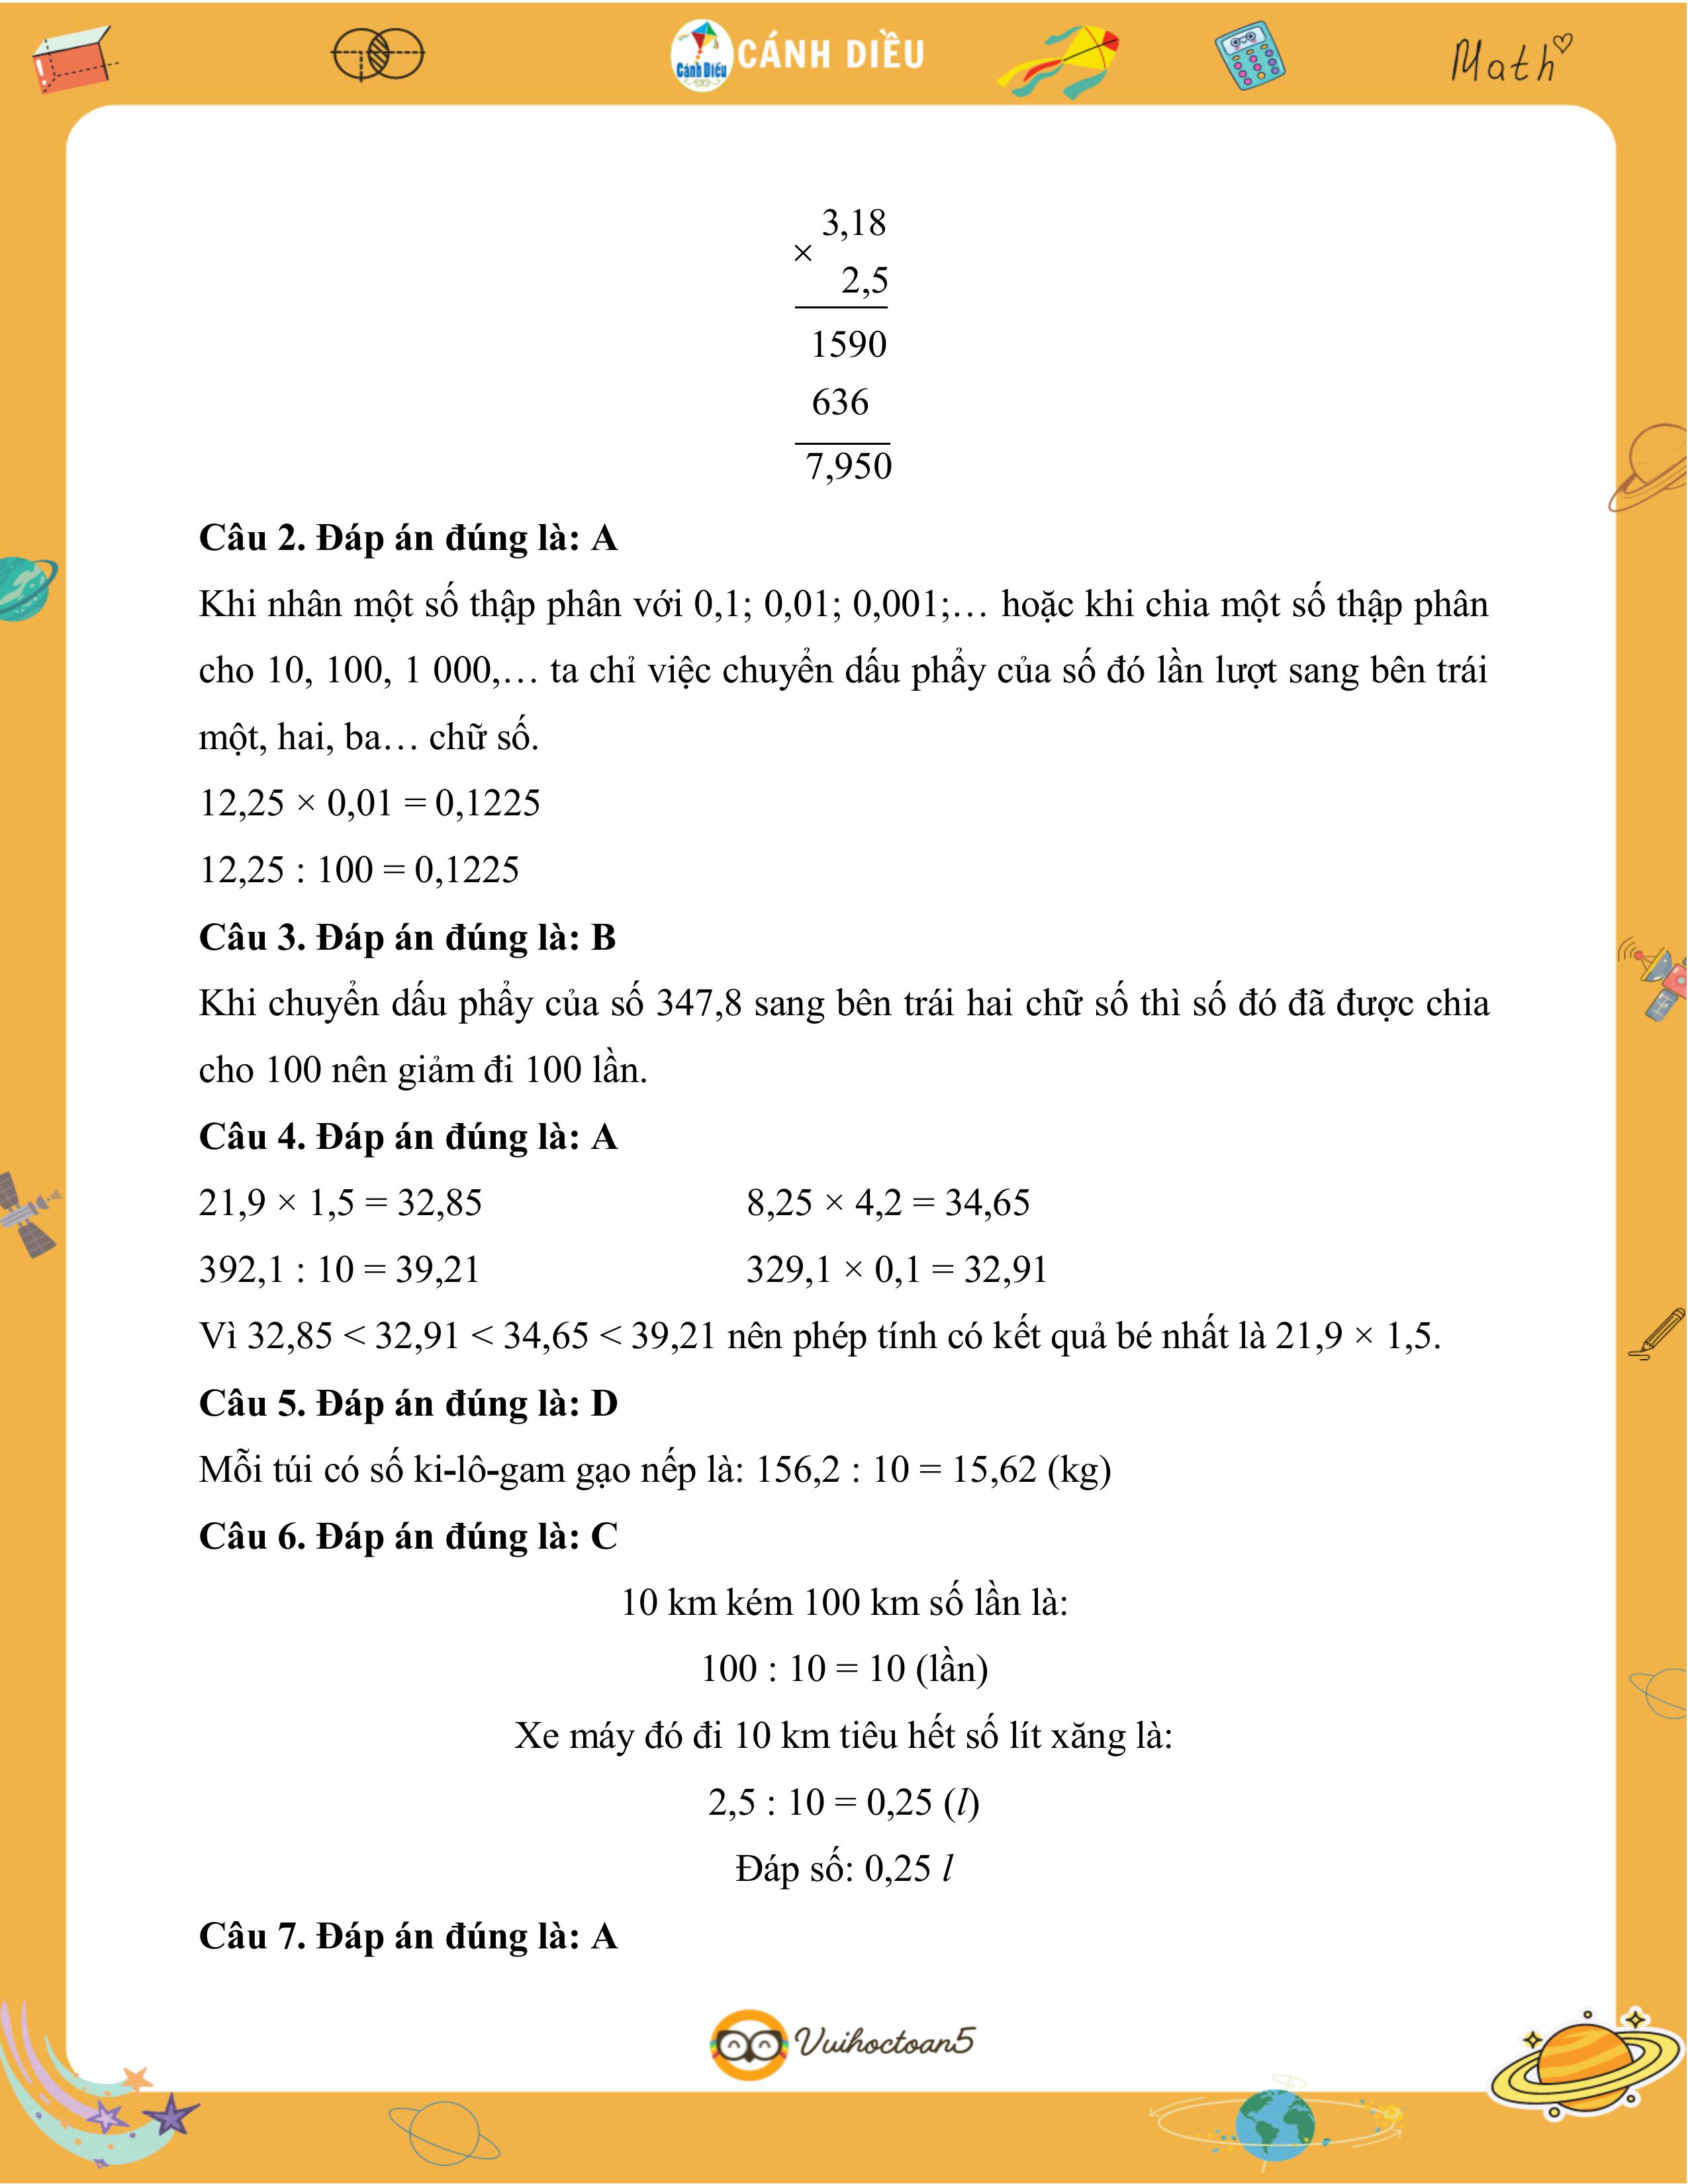 Cánh Diều CÁNH DIỀU
Math
3,18
×
2,5
1590
636
7,950
Câu 2. Đáp án đúng là: A
Khi nhân một số thập phân với 0,1; 0,01; 0,001;… hoặc khi chia một số thập phân
cho 10, 100, 1 000,… ta chỉ việc chuyển dấu phẩy của số đó lần lượt sang bên trái
một, hai, ba… chữ số.
12,25 × 0,01 = 0,1225
12,25 : 100 = 0,1225
Câu 3. Đáp án đúng là: B
Khi chuyển dấu phẩy của số 347,8 sang bên trái hai chữ số thì số đó đã được chia
cho 100 nên giảm đi 100 lần.
Câu 4. Đáp án đúng là: A
21,9 × 1,5 = 32,85 8,25 × 4,2 = 34,65
392,1 : 10 = 39,21 329,1 × 0,1 = 32,91
Vì 32,85 < 32,91 < 34,65 < 39,21 nên phép tính có kết quả bé nhất là 21,9 × 1,5.
Câu 5. Đáp án đúng là: D
Mỗi túi có số ki-lô-gam gạo nếp là: 156,2 : 10 = 15,62 (kg)
Câu 6. Đáp án đúng là: C
10 km kém 100 km số lần là:
100 : 10 = 10 (lần)
Xe máy đó đi 10 km tiêu hết số lít xăng là:
2,5 : 10 = 0,25 (l)
Đáp số: 0,25 l
Câu 7. Đáp án đúng là: A
Vuihoctoan5